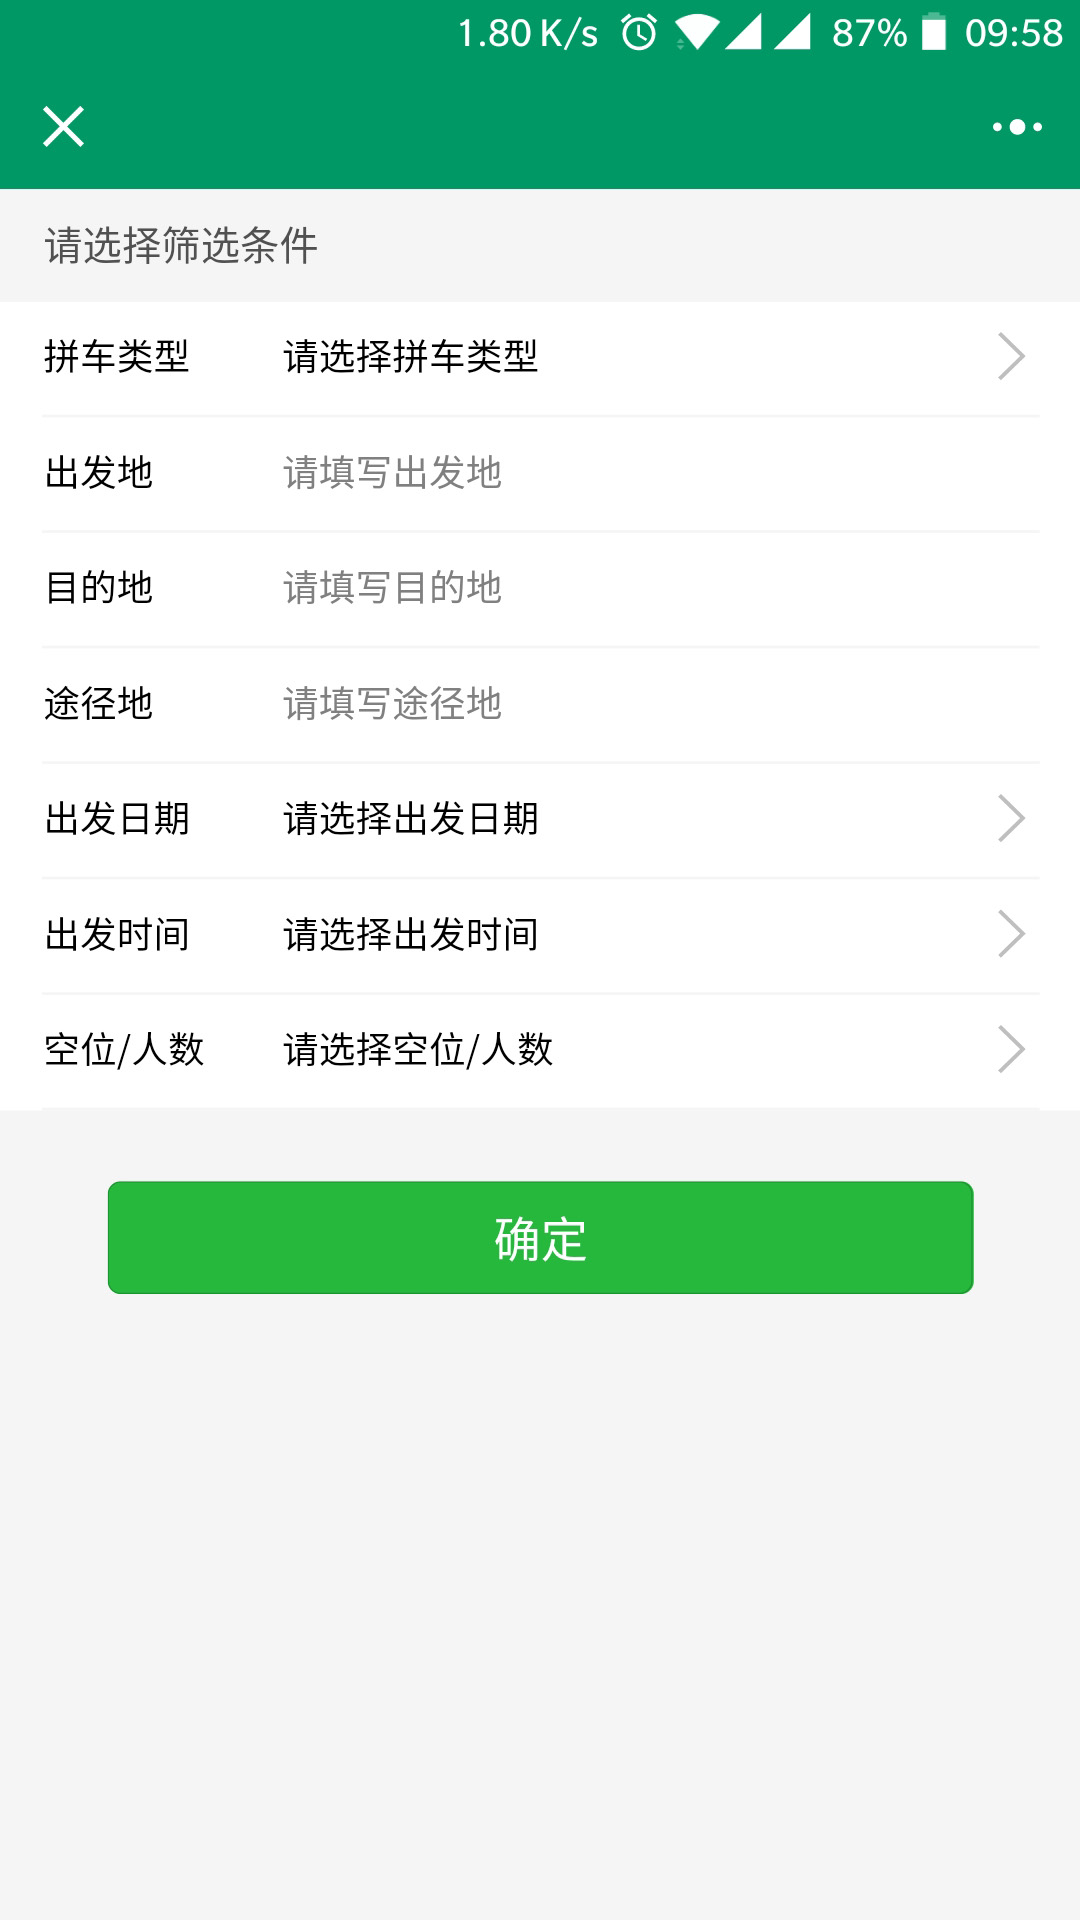 1.80 K/s 87% 09:58
请选择筛选条件
拼车类型 请选择拼车类型
出发地 请填写出发地
目的地 请填写目的地
途径地 请填写途径地
出发日期 请选择出发日期
出发时间 请选择出发时间
空位/人数 请选择空位/人数
确定